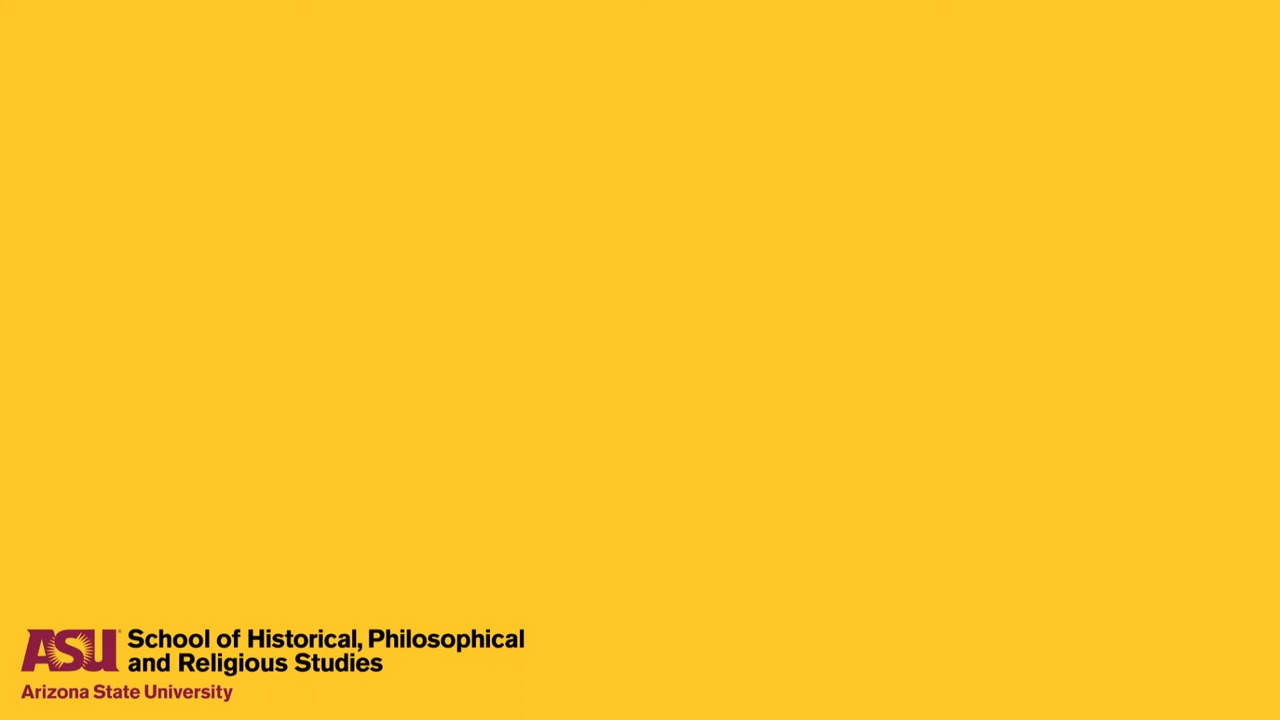 ASU School of Historical, Philosophical
and Religious Studies
Arizona State University